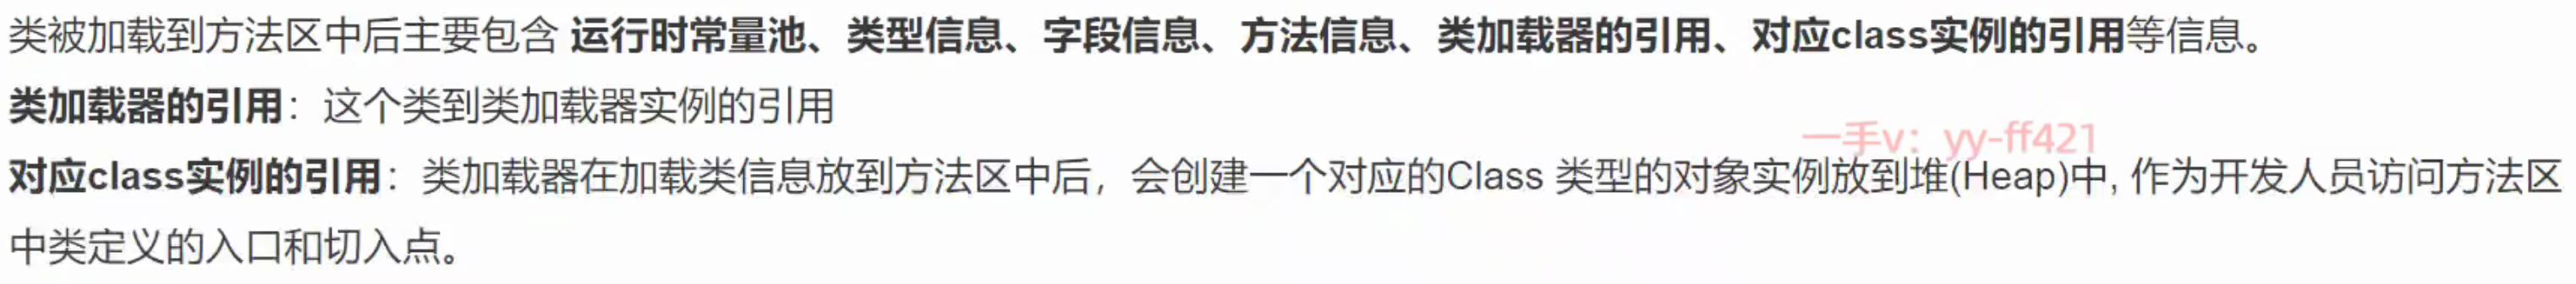 类被加载到方法区中后主要包含 运行时常量池、类型信息、字段信息、方法信息、类加载器的引用、对应class实例的引用等信息。
类加载器的引用：这个类到类加载器实例的引用
一手v：yy-ff421
对应class实例的引用：类加载器在加载类信息放到方法区中后，会创建一个对应的Class 类型的对象实例放到堆(Heap)中, 作为开发人员访问方法区
中类定义的入口和切入点。